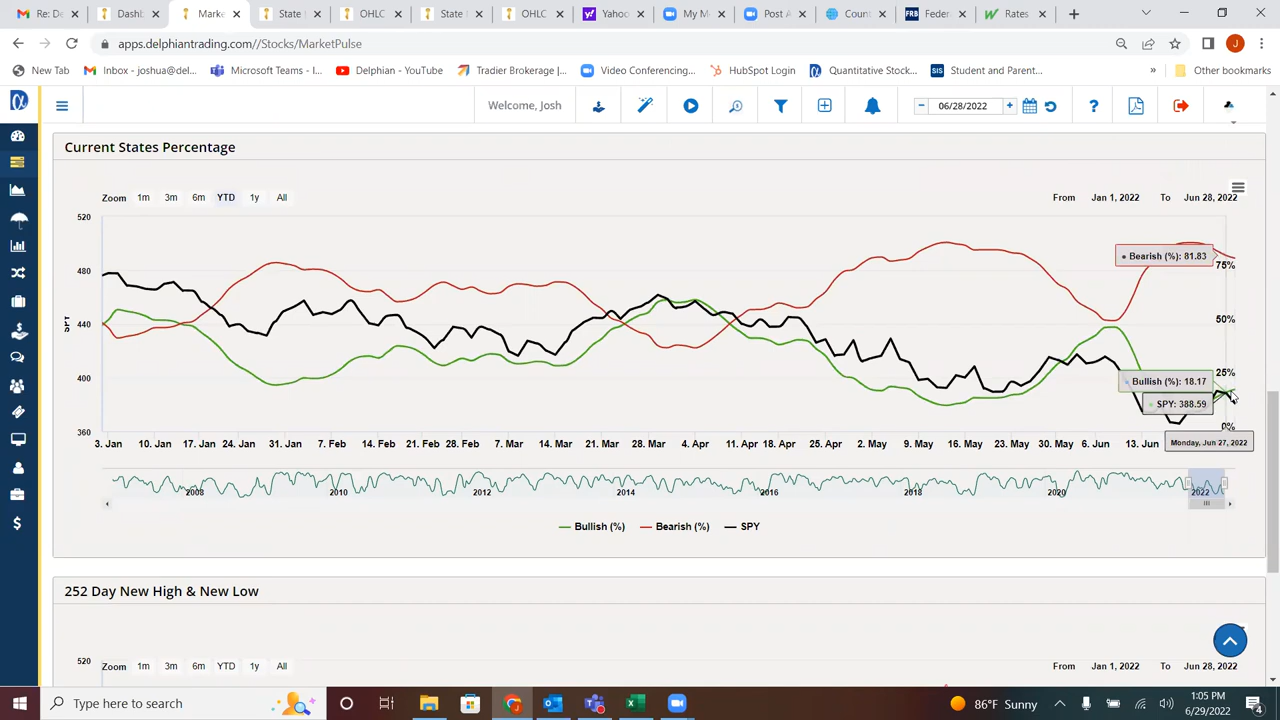 Re: De
Dashb
Marke
State
OHLC
State
OHLC
Yahoo
My M
Post A
Count
FRB
Feder
Rates
apps.delphiantrading.com//Stocks/MarketPulse
J
New Tab
Inbox - joshua@del...
Microsoft Teams - I...
Delphian - YouTube
Tradier Brokerage |...
Video Conferencing...
HubSpot Login
Quantitative Stock...
SIS
Student and Parent...
»
Other bookmarks
Welcome, Josh
06/28/2022
Current States Percentage
Zoom 1m 3m 6m YTD 1y All
From Jan 1, 2022 To Jun 28, 2022
520
480
440
400
360
SPY
Bearish (%): 81.83
75%
50%
25%
Bullish (%): 18.17
SPY: 388.59
0%
Monday, Jun 27, 2022
3. Jan 10. Jan 17. Jan 24. Jan 31. Jan 7. Feb 14. Feb 21. Feb 28. Feb 7. Mar 14. Mar 21. Mar 28. Mar 4. Apr 11. Apr 18. Apr 25. Apr 2. May 9. May 16. May 23. May 30. May 6. Jun 13. Jun
2008 2010 2012 2014 2016 2018 2020 2022
Bullish (%) Bearish (%) SPY
252 Day New High & New Low
Zoom 1m 3m 6m YTD 1y All
From Jan 1, 2022 To Jun 28, 2022
520
Type here to search
86°F Sunny
1:05 PM
6/29/2022
4